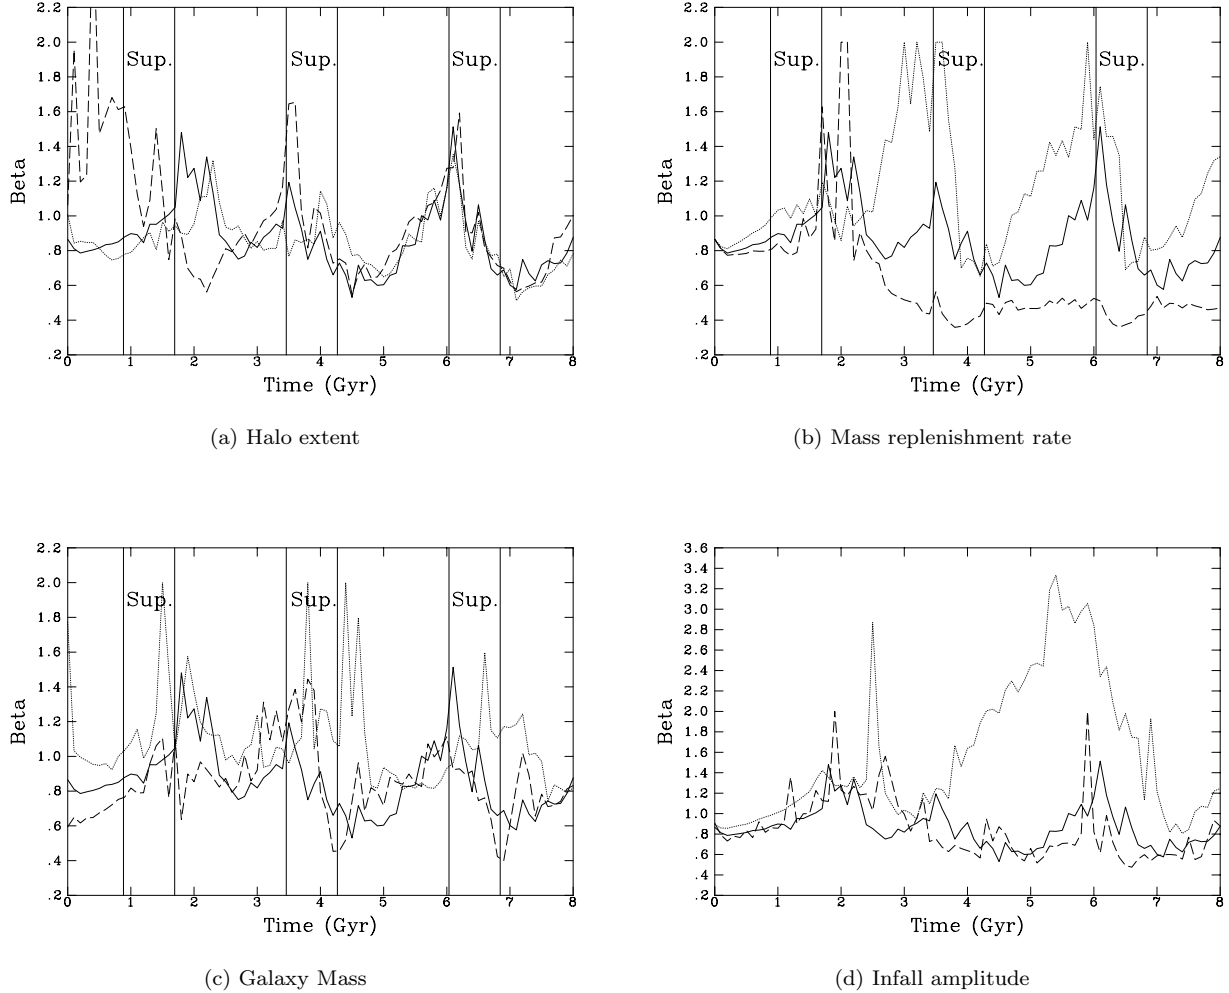 2.2
2.0
1.8
1.6
1.4
1.2
1.0
.8
.6
.4
.2
Beta
Sup. Sup. Sup.
0 1 2 3 4 5 6 7 8
Time (Gyr)
(a) Halo extent
2.2
2.0
1.8
1.6
1.4
1.2
1.0
.8
.6
.4
.2
Beta
Sup. Sup. Sup.
0 1 2 3 4 5 6 7 8
Time (Gyr)
(b) Mass replenishment rate
2.2
2.0
1.8
1.6
1.4
1.2
1.0
.8
.6
.4
.2
Beta
Sup. Sup. Sup.
0 1 2 3 4 5 6 7 8
Time (Gyr)
(c) Galaxy Mass
3.6
3.4
3.2
3.0
2.8
2.6
2.4
2.2
2.0
1.8
1.6
1.4
1.2
1.0
.8
.6
.4
.2
Beta
0 1 2 3 4 5 6 7 8
Time (Gyr)
(d) Infall amplitude